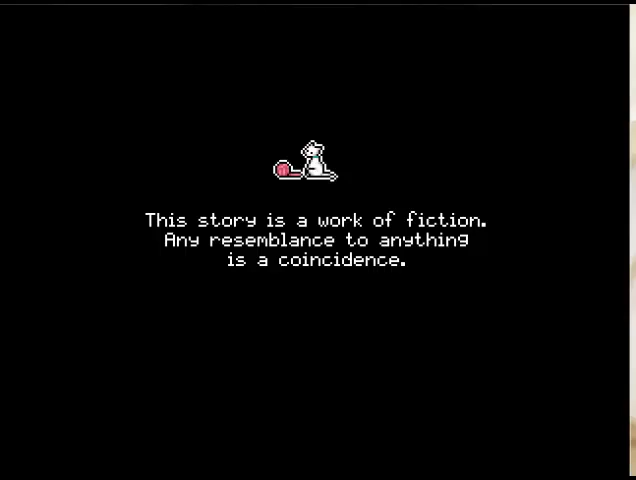 This story is a work of fiction.
Any resemblance to anything
is a coincidence.